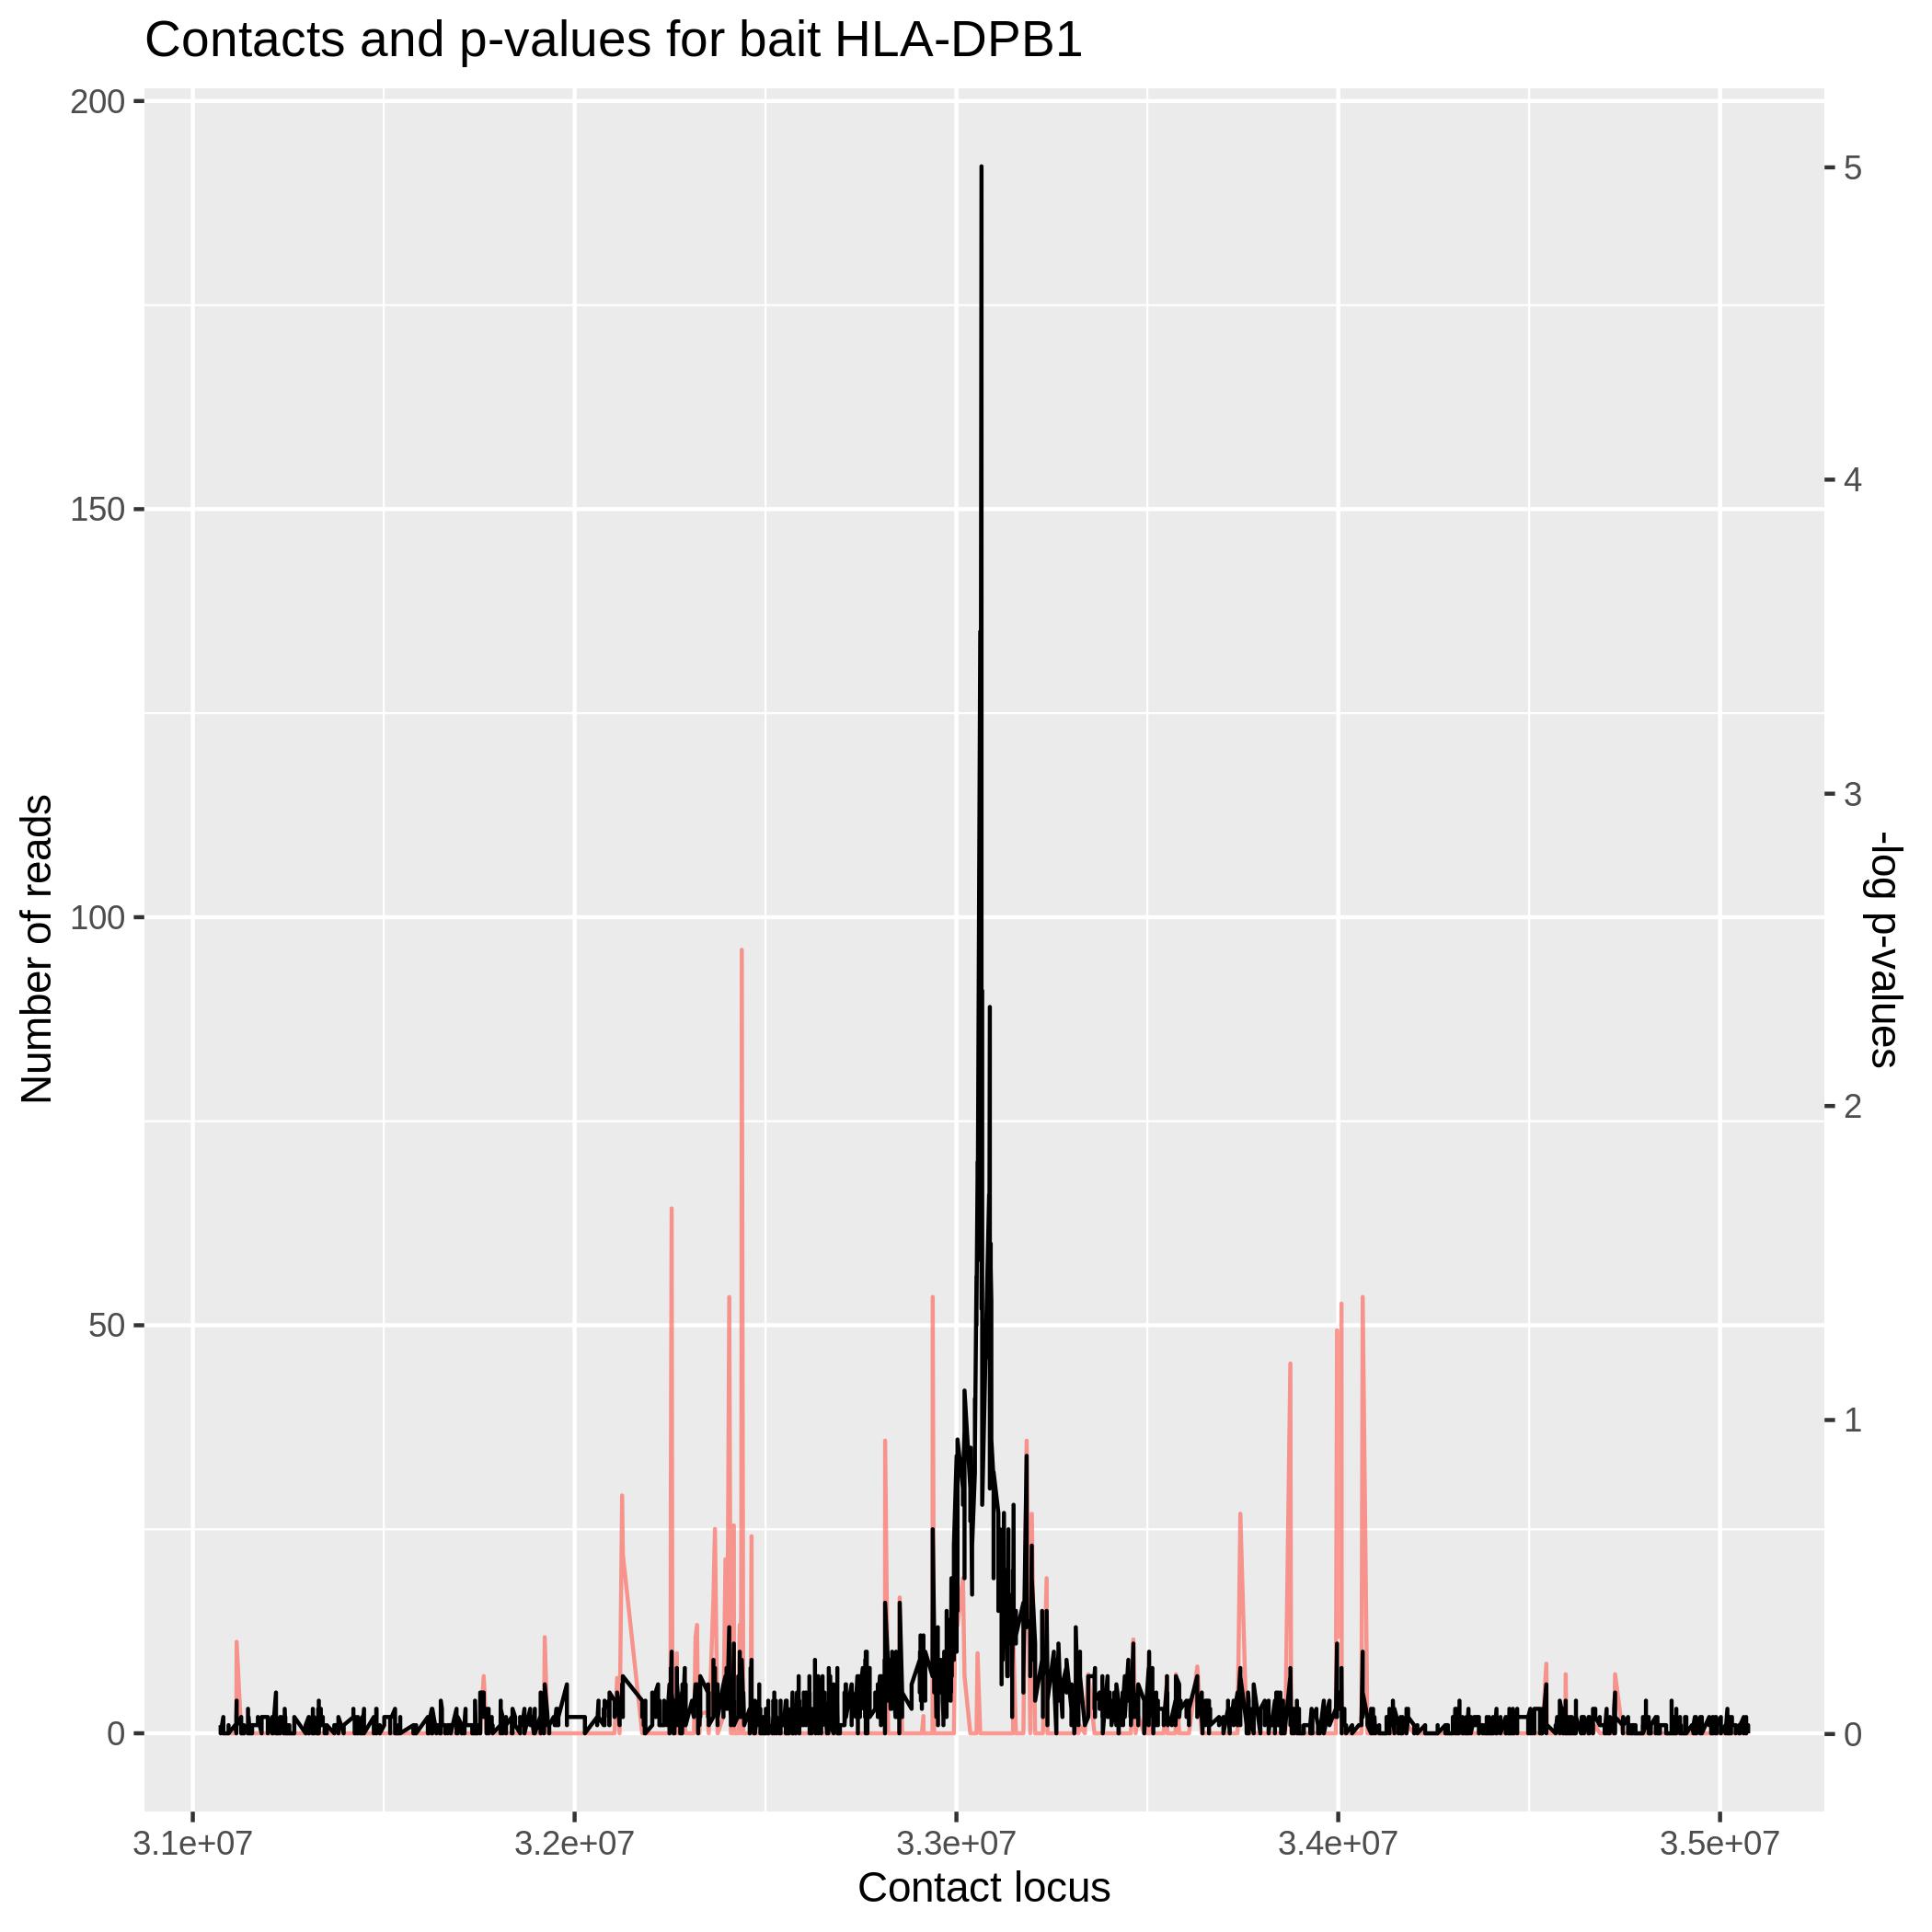 Contacts and p-values for bait HLA-DPB1
200
150
100
50
0
Number of reads
5
4
3
2
1
0
-log p-values
3.1e+07
3.2e+07
3.3e+07
3.4e+07
3.5e+07
Contact locus